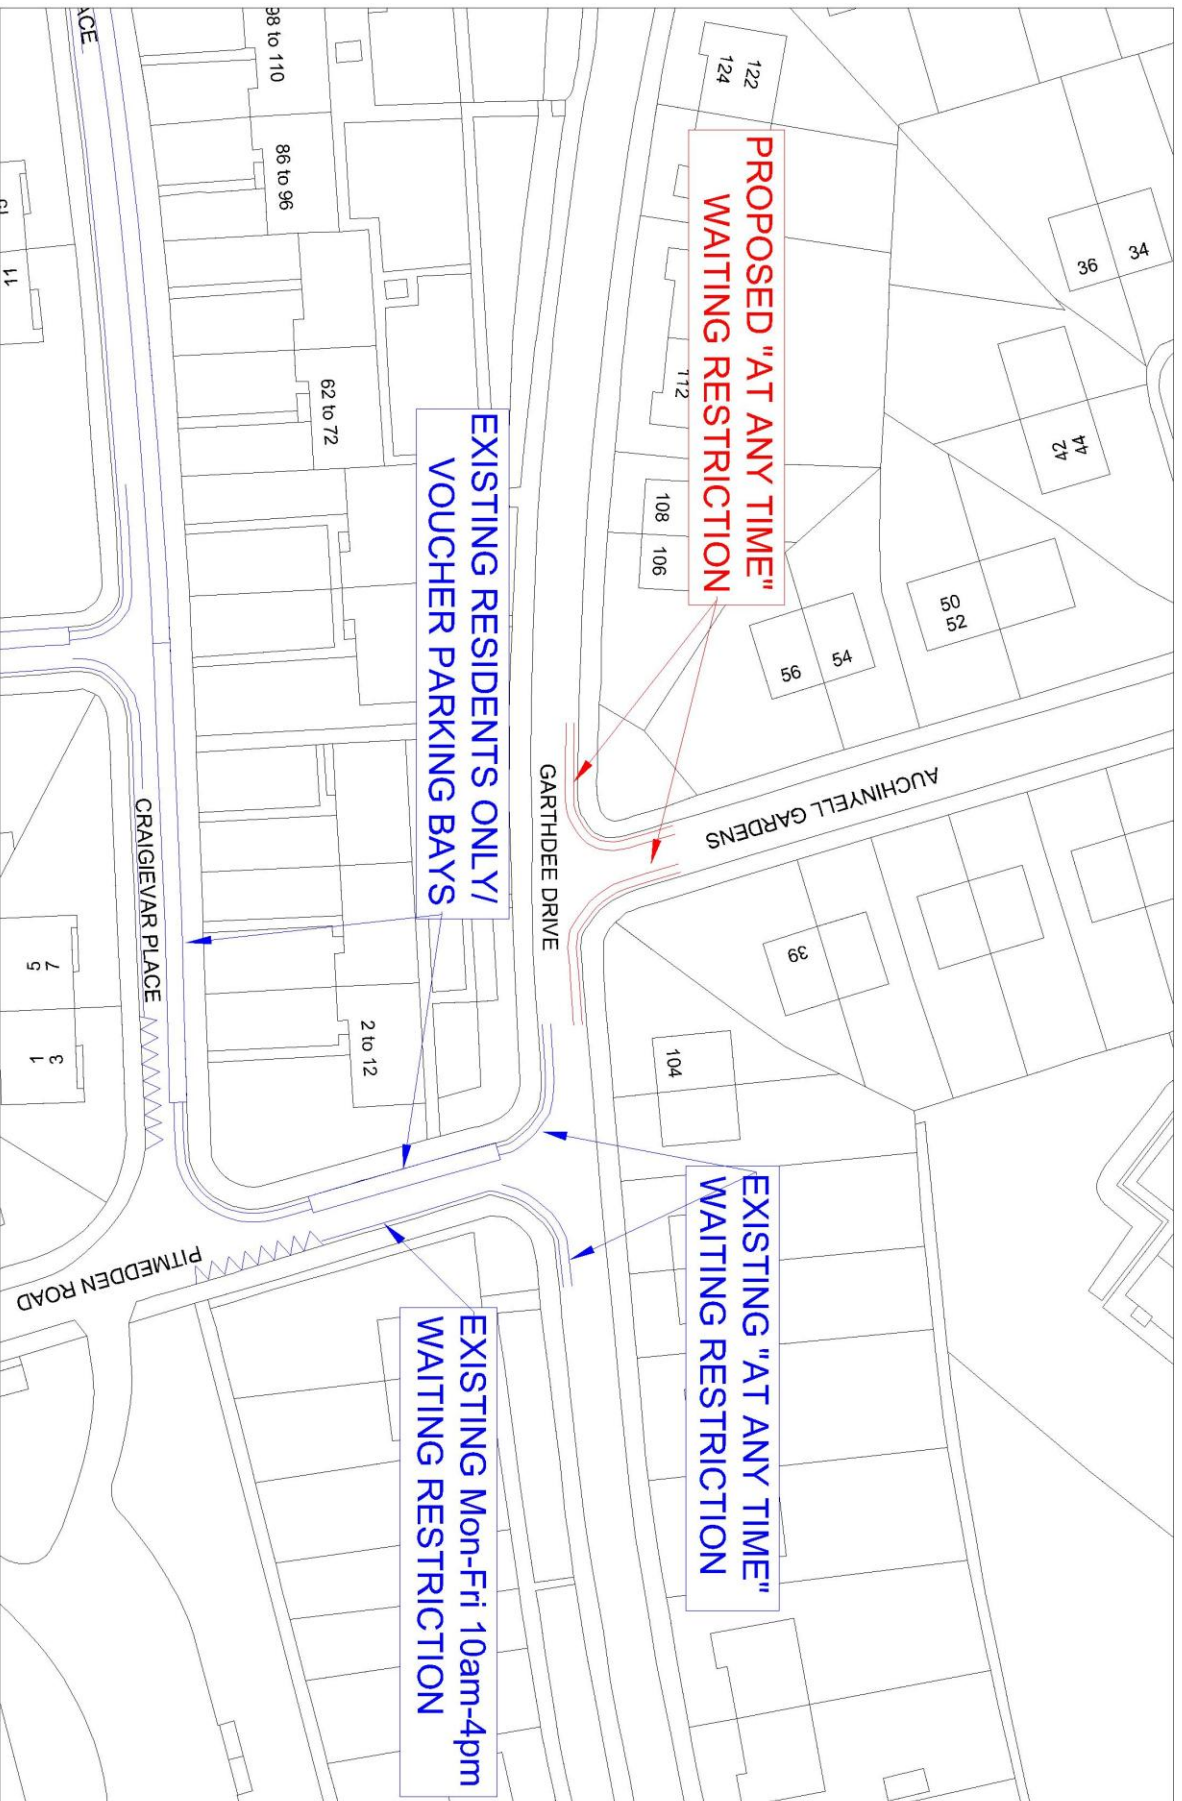 PROPOSED "AT ANY TIME"
WAITING RESTRICTION
EXISTING RESIDENTS ONLY/
VOUCHER PARKING BAYS
EXISTING "AT ANY TIME"
WAITING RESTRICTION
EXISTING Mon-Fri 10am-4pm
WAITING RESTRICTION
GARTHDEE DRIVE
AUCHINYELL GARDENS
CRAIGIEVAR PLACE
PITMEDDEN ROAD
ACE
34
36
44
42
50
52
54
56
39
122
124
112
108
106
104
98 to 110
86 to 96
62 to 72
2 to 12
11
7
5
3
1